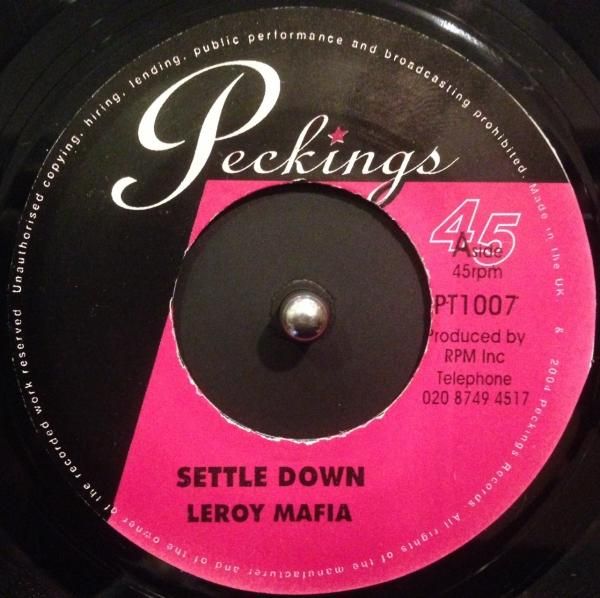 Peckings
45
A side
45rpm
PT1007
Produced by
RPM Inc
Telephone
020 8749 4517
SETTLE DOWN
LEROY MAFIA
All rights of the manufacturer and of the owner of the recorded work reserved Unauthorised copying, hiring, lending, public performance and broadcasting prohibited. Made in the UK 2004 Peckings Records.